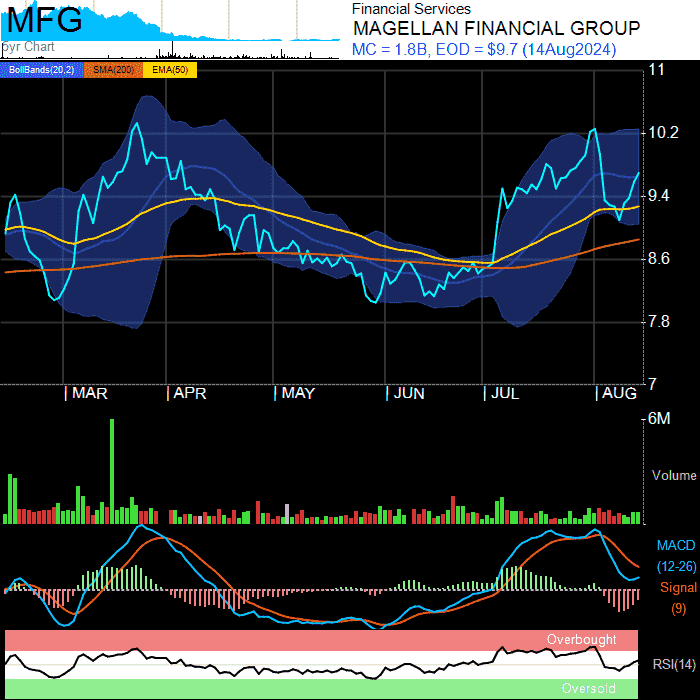 MFG
5yr Chart
Financial Services
MAGELLAN FINANCIAL GROUP
MC = 1.8B, EOD = $9.7 (14Aug2024)
BollBands(20,2) SMA(200) EMA(50)
11
10.2
9.4
8.6
7.8
7
| MAR | APR | MAY | JUN | JUL | AUG
6M
Volume
MACD
(12-26)
Signal
(9)
Overbought
RSI(14)
Oversold